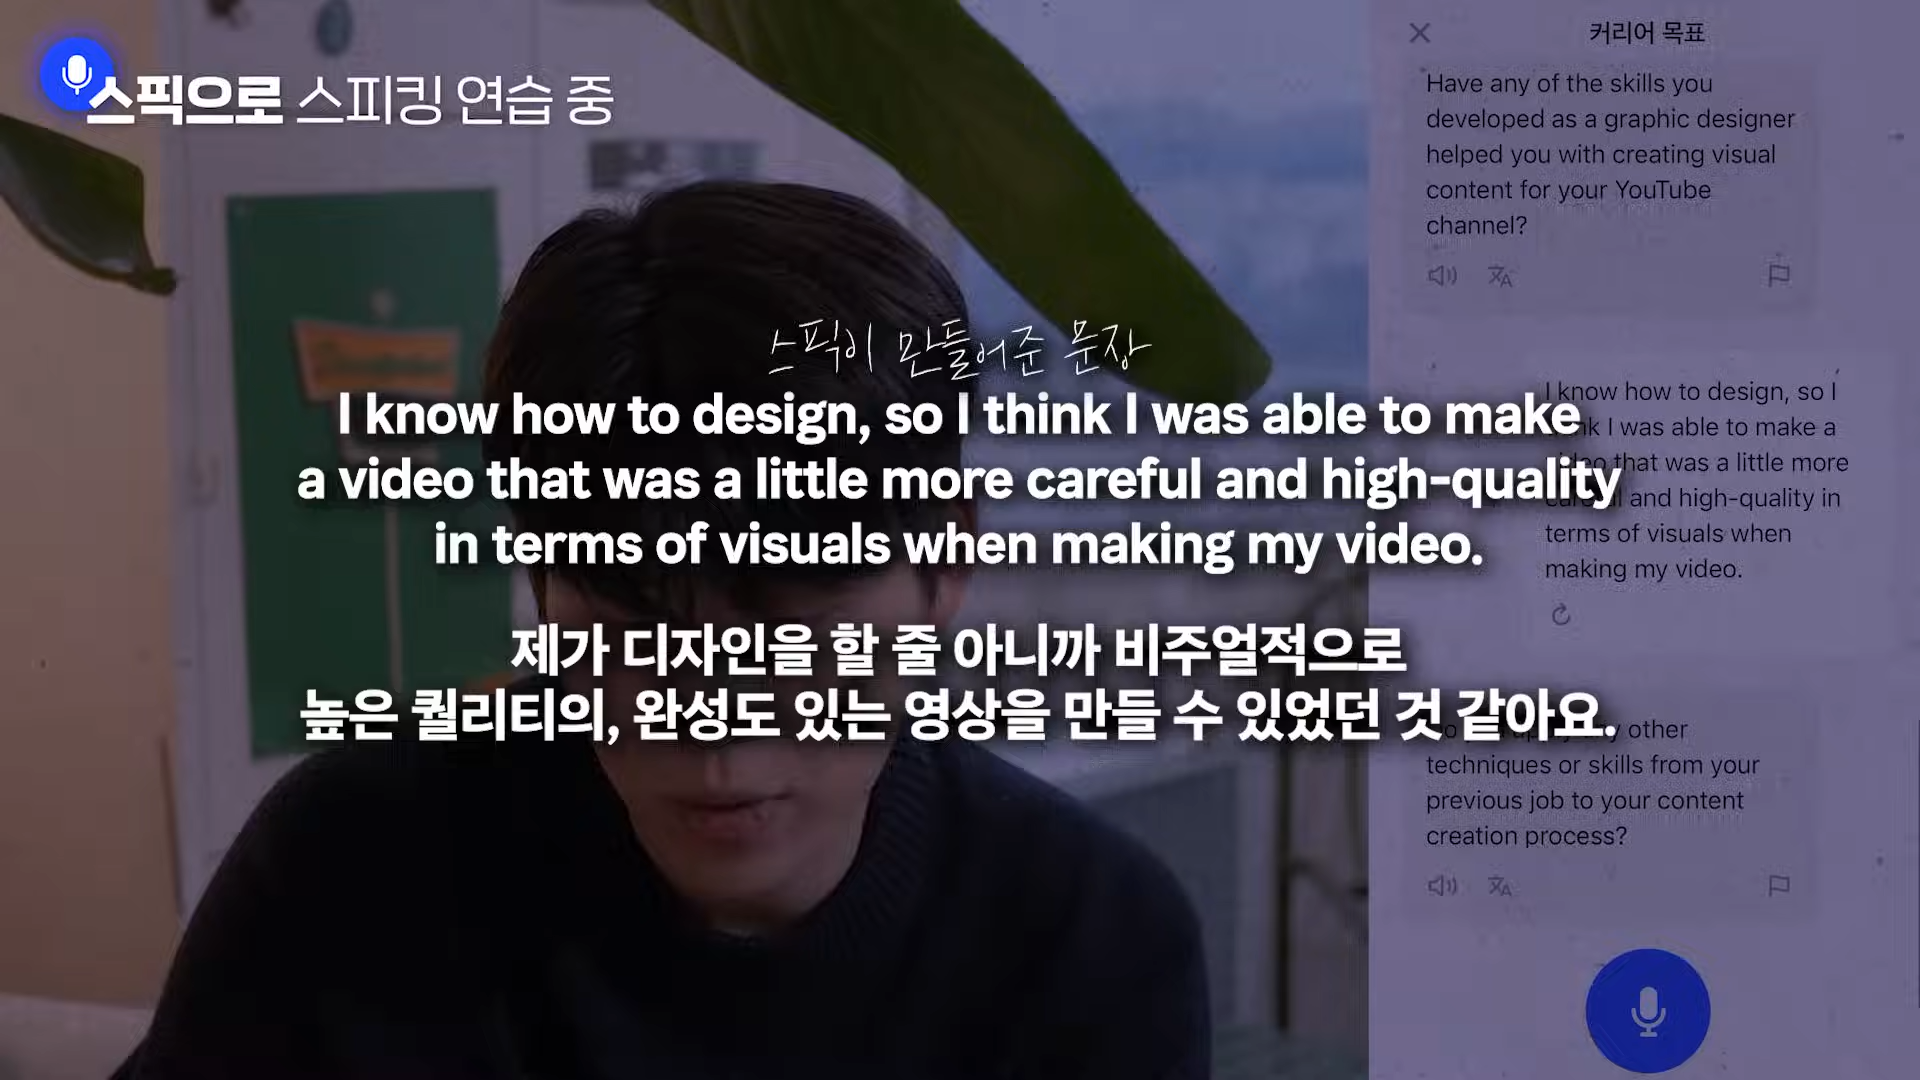 스픽으로 스피킹 연습 중
커리어 목표
Have any of the skills you
developed as a graphic designer
helped you with creating visual
content for your YouTube
channel?
스픽이 만들어준 문장
I know how to design, so I think I was able to make
a video that was a little more careful and high-quality
in terms of visuals when making my video.
제가 디자인을 할 줄 아니까 비주얼적으로
높은 퀄리티의, 완성도 있는 영상을 만들 수 있었던 것 같아요.
I know how to design, so I
I was able to make a
that was a little more
and high-quality in
terms of visuals when
making my video.
any other
techniques or skills from your
previous job to your content
creation process?